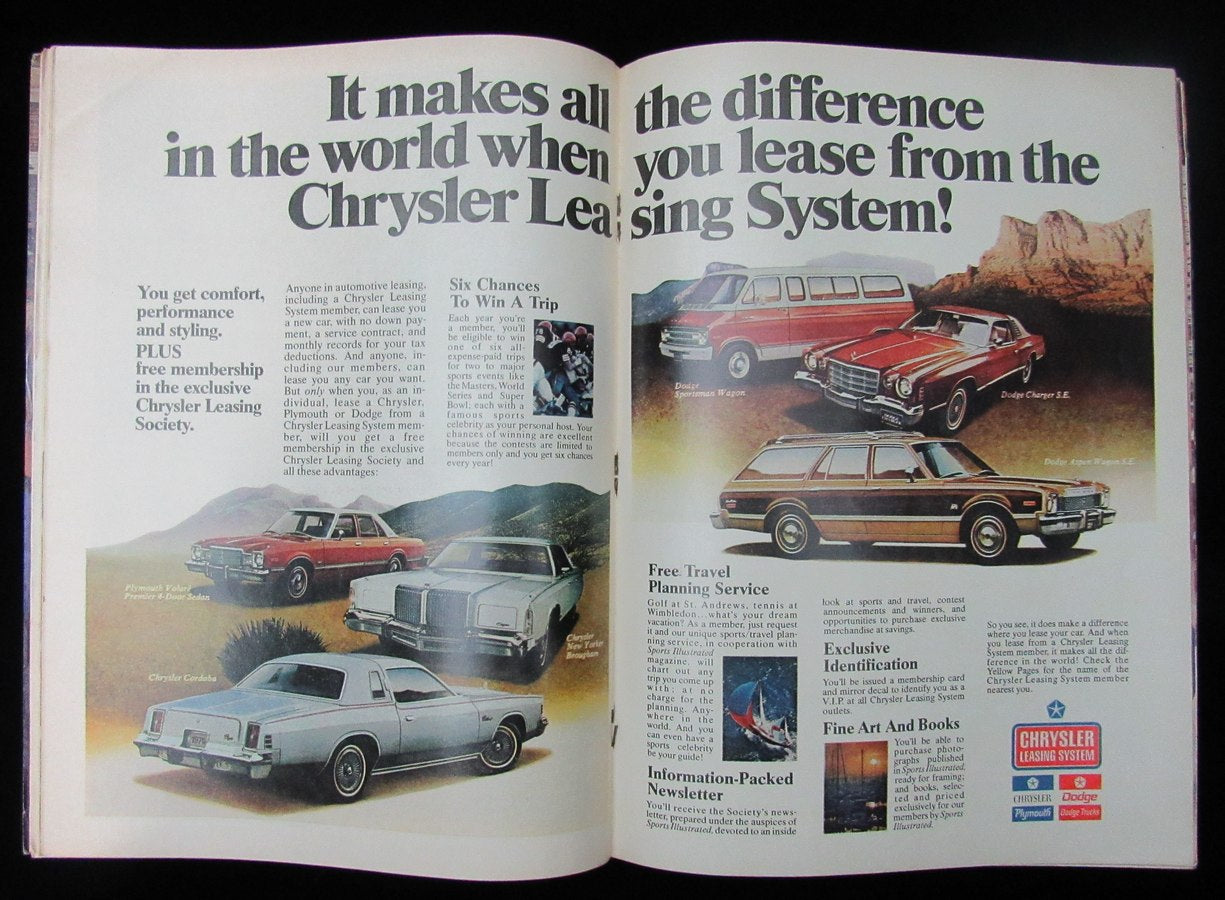 It makes all the difference
in the world when you lease from the
Chrysler Leasing System!
You get comfort,
performance
and styling.
PLUS
free membership
in the exclusive
Chrysler Leasing
Society.
Anyone in automotive leasing,
including a Chrysler Leasing
System member, can lease you
a new car, with no down pay-
ment, a service contract, and
monthly records for your tax
deductions. And anyone, in-
cluding our members, can
lease you any car you want.
But only when you, as an in-
dividual, lease a Chrysler,
Plymouth or Dodge from a
Chrysler Leasing System mem-
ber, will you get a free
membership in the exclusive
Chrysler Leasing Society and
all these advantages:
Six Chances
To Win A Trip
Each year you're
a member, you'll
be eligible to win
one of six all-
expense-paid trips
for two to major
sports events like
the Masters, World
Series and Super
Bowl; each with a
famous sports
celebrity as your personal host. Your
chances of winning are excellent
because the contests are limited to
members only and you get six chances
every year!
Plymouth Volaré
Premier 4-Door Sedan
Chrysler
New Yorker
Brougham
Chrysler Cordoba
1976
Dodge
Sportsman Wagon
Dodge Charger S.E.
Dodge Aspen Wagon S.E.
Free Travel
Planning Service
Golf at St. Andrews, tennis at
Wimbledon...what's your dream
vacation? As a member, just request
it and our unique sports/travel plan-
ning service, in cooperation with
Sports Illustrated
magazine, will
chart out any
trip you come up
with; at no
charge for the
planning. Any-
where in the
world. And you
can even have a
sports celebrity
be your guide!
Information-Packed
Newsletter
You'll receive the Society's news-
letter, prepared under the auspices of
Sports Illustrated, devoted to an inside
look at sports and travel, contest
announcements and winners, and
opportunities to purchase exclusive
merchandise at savings.
Exclusive
Identification
You'll be issued a membership card
and mirror decal to identify you as a
V.I.P. at all Chrysler Leasing System
outlets.
Fine Art And Books
You'll be able to
purchase photo-
graphs published
in Sports Illustrated,
ready for framing;
and books, selec-
ted and priced
exclusively for our
members by Sports
Illustrated.
So you see, it does make a difference
where you lease your car. And when
you lease from a Chrysler Leasing
System member, it makes all the dif-
ference in the world! Check the
Yellow Pages for the name of the
Chrysler Leasing System member
nearest you.
CHRYSLER
LEASING SYSTEM
CHRYSLER
Dodge
Plymouth
Dodge Trucks